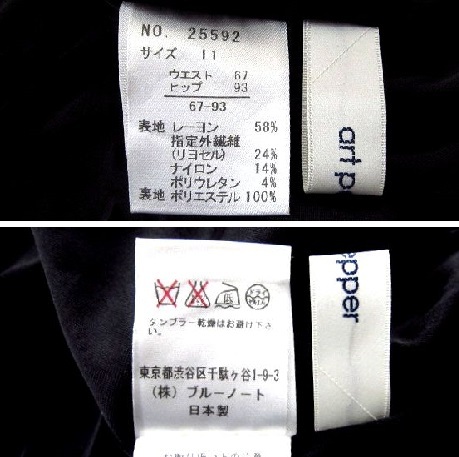 NO. 25592
サイズ 11
ウエスト 67
ヒップ 93
67-93
表地 レーヨン 58%
指定外繊維
(リヨセル) 24%
ナイロン 14%
ポリウレタン 4%
裏地 ポリエステル 100%
art p
タンブラー乾燥はお避け下さ
い。
東京都渋谷区千駄ヶ谷1-9-3
(株) ブルーノート
日本製
epper